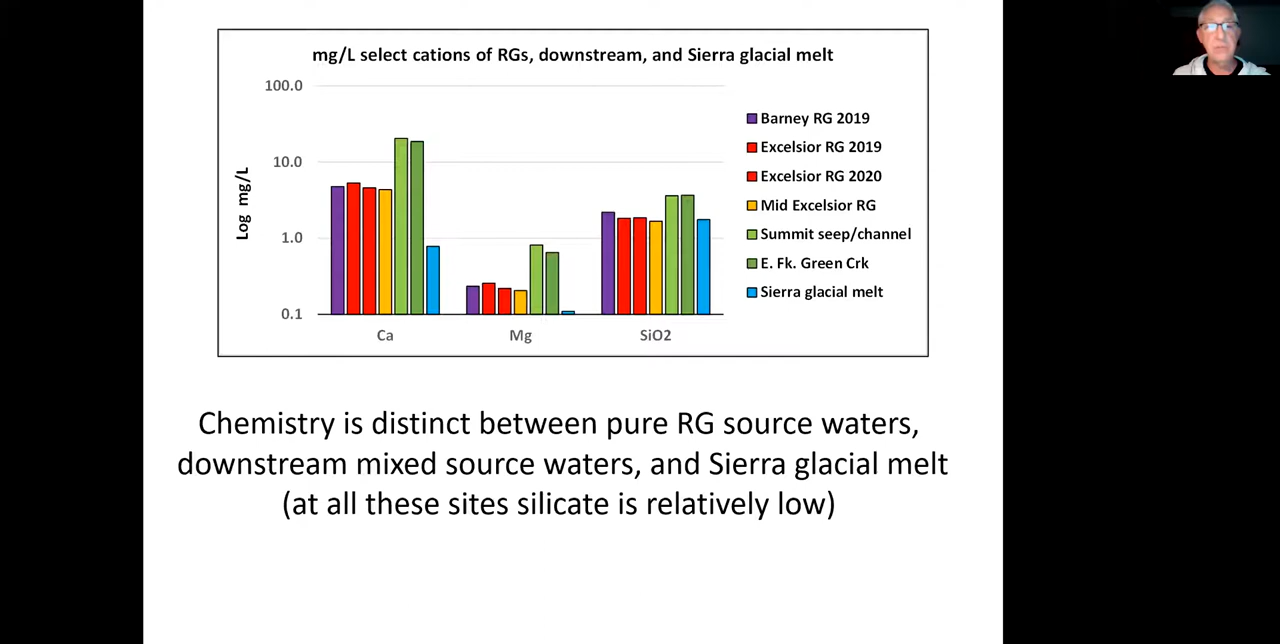 mg/L select cations of RGs, downstream, and Sierra glacial melt
100.0
10.0
1.0
0.1
Log mg/L
Ca
Mg
SiO2
Barney RG 2019
Excelsior RG 2019
Excelsior RG 2020
Mid Excelsior RG
Summit seep/channel
E. Fk. Green Crk
Sierra glacial melt
Chemistry is distinct between pure RG source waters,
downstream mixed source waters, and Sierra glacial melt
(at all these sites silicate is relatively low)